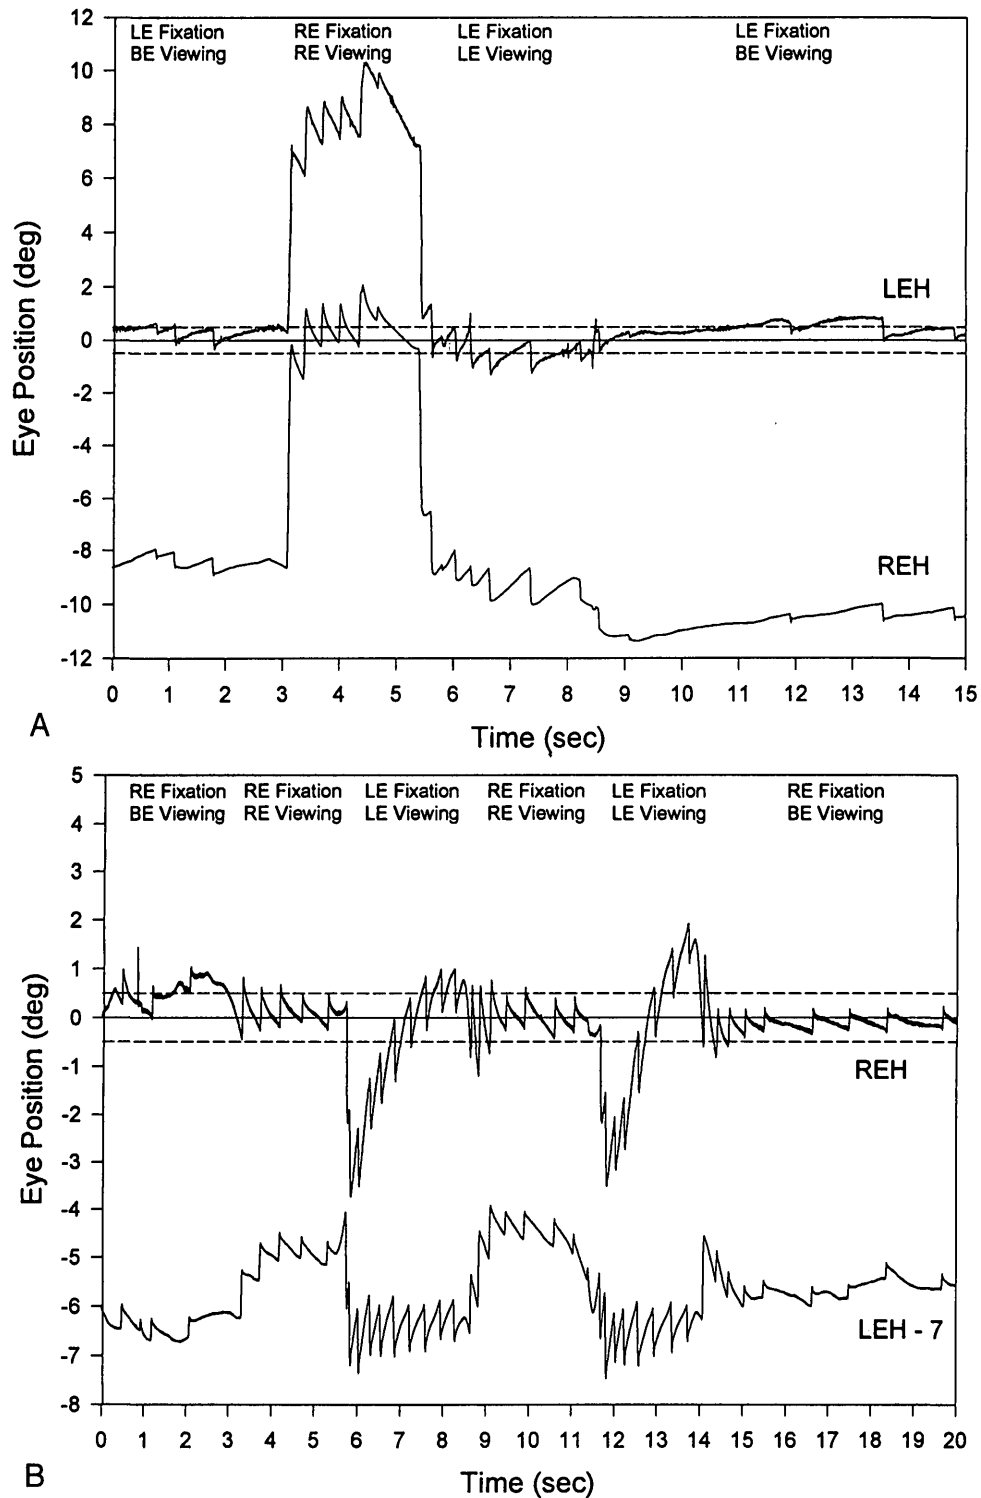 12
LE Fixation RE Fixation LE Fixation LE Fixation
BE Viewing RE Viewing LE Viewing BE Viewing
10
8
6
4
2
0
-2
-4
-6
-8
-10
-12
Eye Position (deg)
LEH
REH
0 1 2 3 4 5 6 7 8 9 10 11 12 13 14 15
A
Time (sec)
5
RE Fixation RE Fixation LE Fixation RE Fixation LE Fixation RE Fixation
BE Viewing RE Viewing LE Viewing RE Viewing LE Viewing BE Viewing
4
3
2
1
0
-1
-2
-3
-4
-5
-6
-7
-8
Eye Position (deg)
REH
LEH - 7
0 1 2 3 4 5 6 7 8 9 10 11 12 13 14 15 16 17 18 19 20
B
Time (sec)